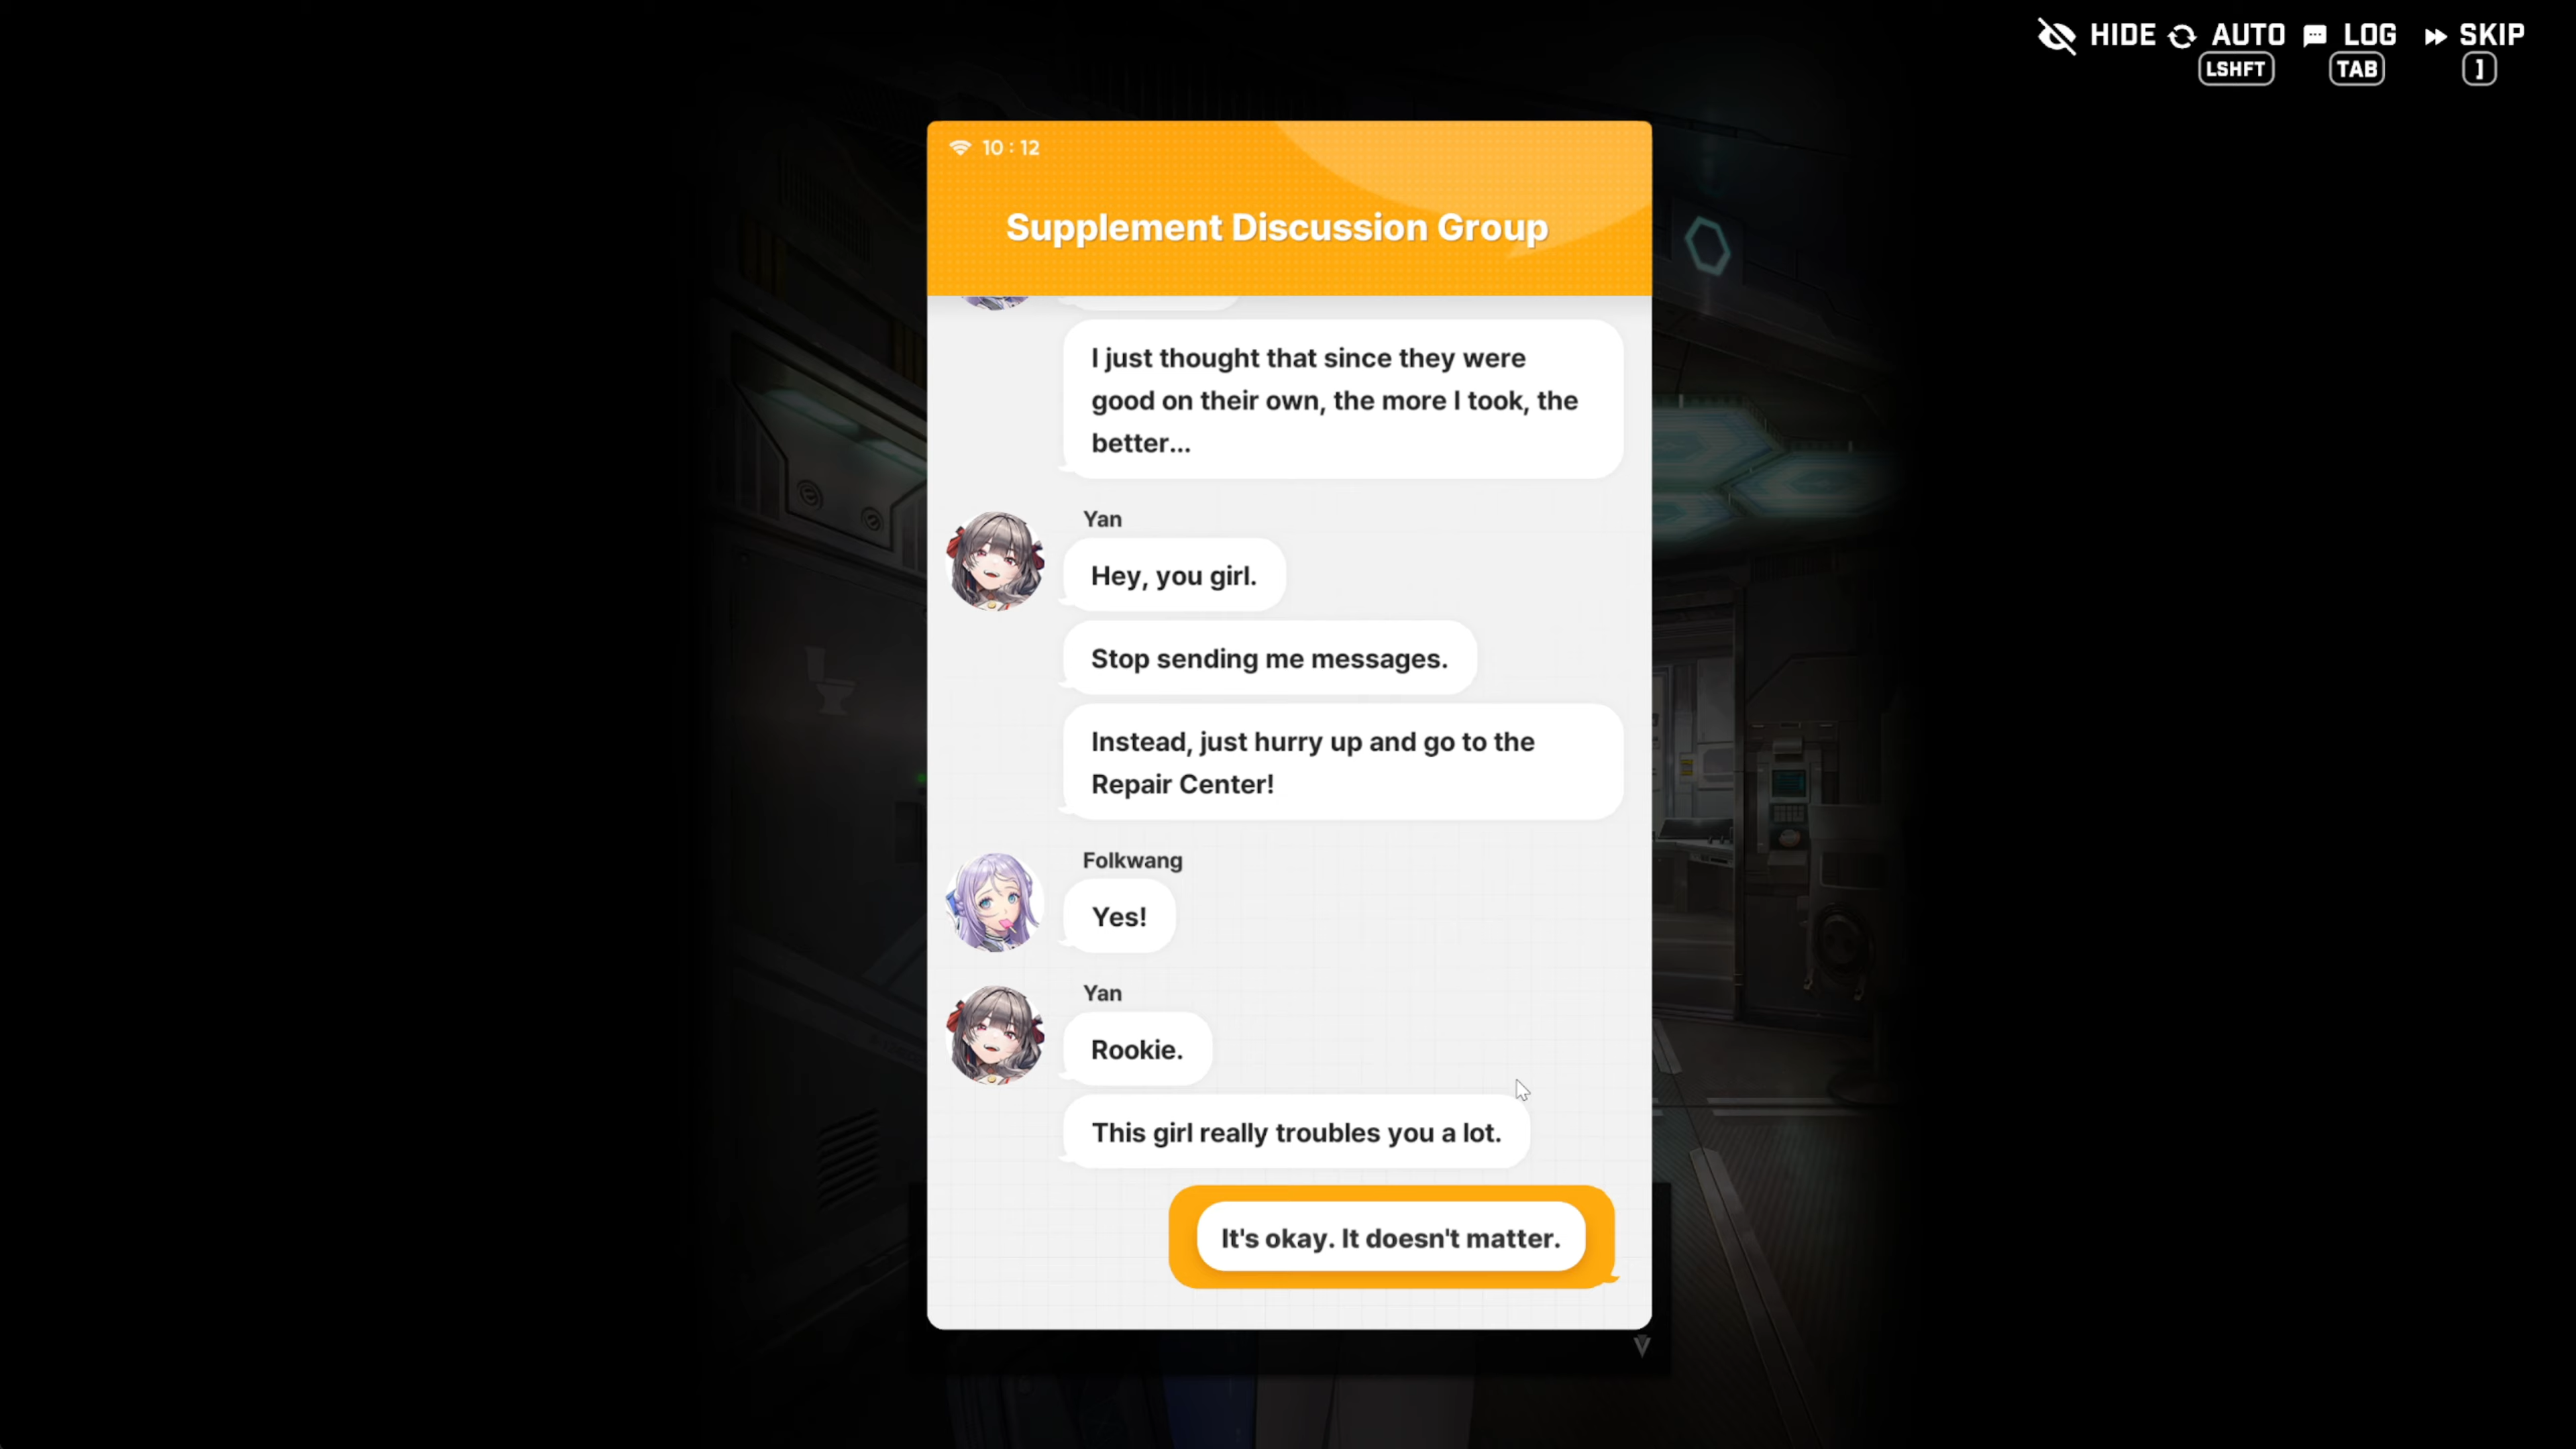 HIDE AUTO LOG SKIP
LSHFT TAB ]
10 : 12
Supplement Discussion Group
I just thought that since they were
good on their own, the more I took, the
better...
Yan
Hey, you girl.
Stop sending me messages.
Instead, just hurry up and go to the
Repair Center!
Folkwang
Yes!
Yan
Rookie.
This girl really troubles you a lot.
It's okay. It doesn't matter.